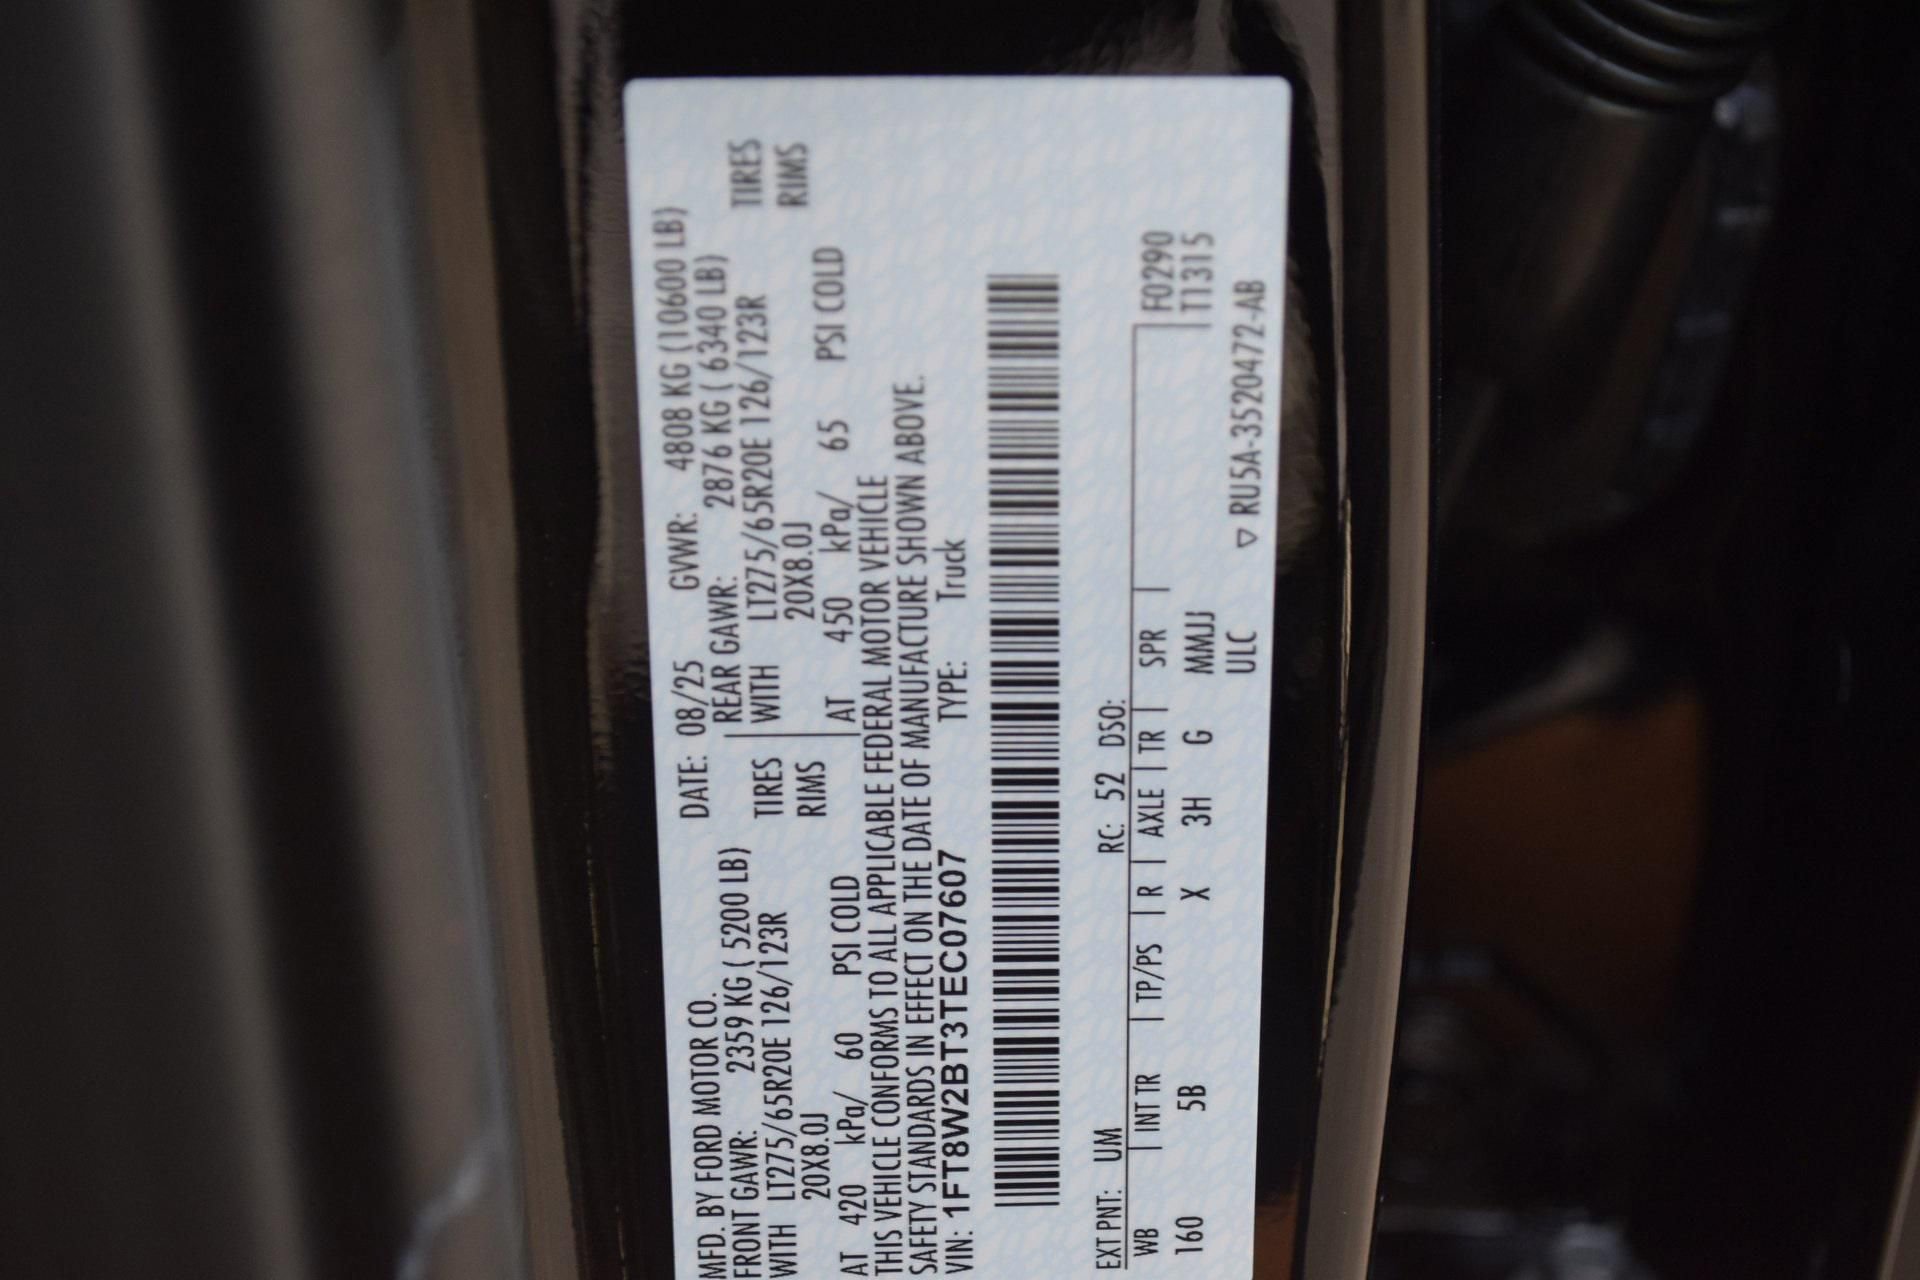 MFD. BY FORD MOTOR CO. DATE: 08/25 GVWR: 4808 KG (10600 LB)
FRONT GAWR: 2359 KG ( 5200 LB) REAR GAWR: 2876 KG ( 6340 LB)
WITH LT275/65R20E 126/123R TIRES WITH LT275/65R20E 126/123R TIRES
20X8.0J RIMS 20X8.0J RIMS
AT 420 kPa/ 60 PSI COLD AT 450 kPa/ 65 PSI COLD
THIS VEHICLE CONFORMS TO ALL APPLICABLE FEDERAL MOTOR VEHICLE
SAFETY STANDARDS IN EFFECT ON THE DATE OF MANUFACTURE SHOWN ABOVE.
VIN: 1FT8W2BT3TEC07607 TYPE: Truck
EXT PNT: UM RC: 52 DSO:
WB INT TR TP/PS R AXLE TR SPR F0290
160 5B X 3H G MMJJ T1315
ULC ▽ RU5A-3520472-AB